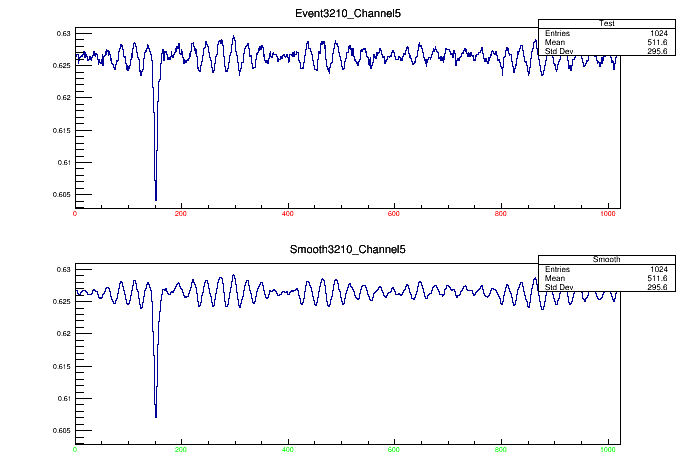 Event3210_Channel5
Test
Entries 1024
Mean 511.6
Std Dev 295.6
0.63
0.625
0.62
0.615
0.61
0.605
0 200 400 600 800 1000
Smooth3210_Channel5
Smooth
Entries 1024
Mean 511.6
Std Dev 295.6
0.63
0.625
0.62
0.615
0.61
0.605
0 200 400 600 800 1000